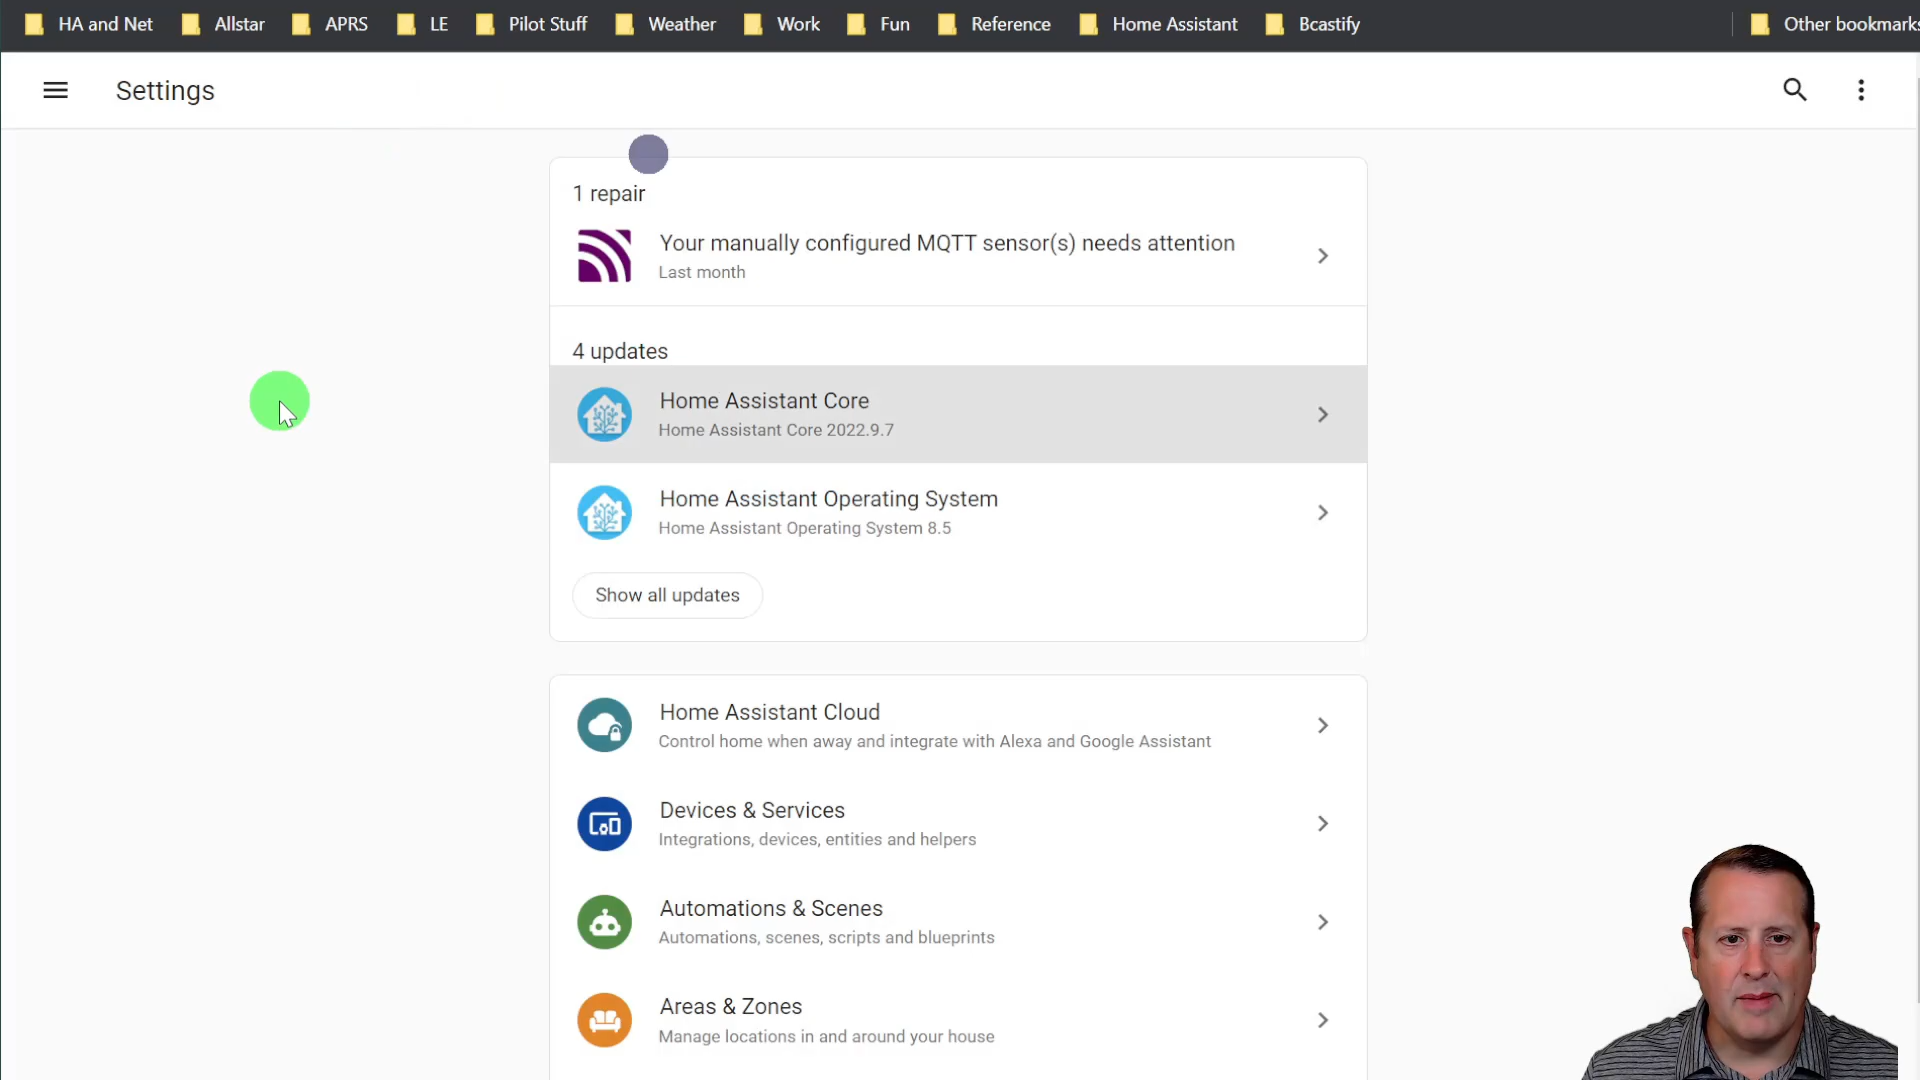 HA and Net
Allstar
APRS
LE
Pilot Stuff
Weather
Work
Fun
Reference
Home Assistant
Bcastify
Other bookmarks
Settings
1 repair
Your manually configured MQTT sensor(s) needs attention
Last month
4 updates
Home Assistant Core
Home Assistant Core 2022.9.7
Home Assistant Operating System
Home Assistant Operating System 8.5
Show all updates
Home Assistant Cloud
Control home when away and integrate with Alexa and Google Assistant
Devices & Services
Integrations, devices, entities and helpers
Automations & Scenes
Automations, scenes, scripts and blueprints
Areas & Zones
Manage locations in and around your house